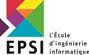 EPSI
L'École
d'ingénierie
informatique